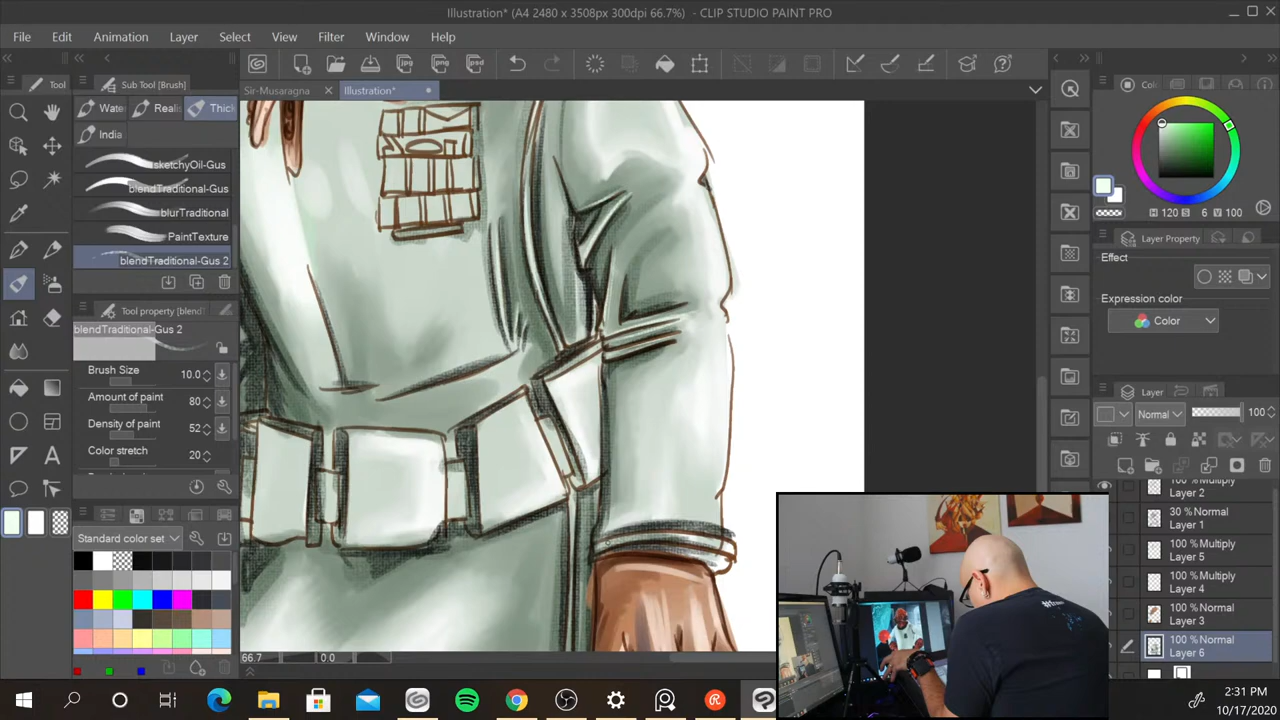 Illustration* (A4 2480 x 3508px 300dpi 66.7%) - CLIP STUDIO PAINT PRO
File Edit Animation Layer Select View Filter Window Help
Tool
Sub Tool [Brush]
Sir-Musaragna
Illustration*
Wate
Reali
Thick
India
sketchyOil-Gus
blendTraditional-Gus
blurTraditional
PaintTexture
blendTraditional-Gus 2
Tool property [blend
blendTraditional-Gus 2
Brush Size 10.0
Amount of paint 80
Density of paint 52
Color stretch 20
Standard color set
66.7 0.0
Col
H 120 S 6 V 100
Layer Property
Effect
Expression color
Color
Layer
Normal 100
100 % Multiply
Layer 2
30 % Normal
Layer 1
100 % Multiply
Layer 5
100 % Multiply
Layer 4
100 % Normal
Layer 3
100 % Normal
Layer 6
2:31 PM
10/17/2020